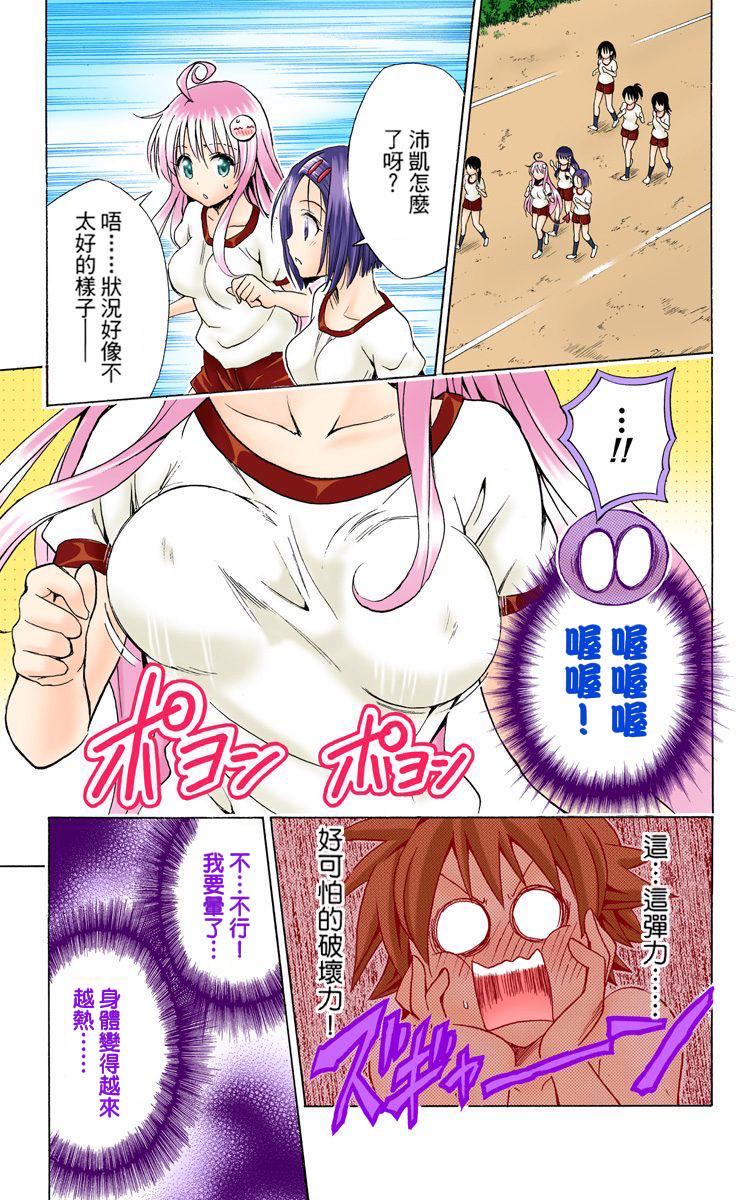 沛凱怎麼
了呀？
唔……狀況好像不
太好的樣子——
…!!
喔喔喔
喔喔！
ポヨン
ポヨン
這…這彈力……
好可怕的破壞力！
ズギャーーン
不…不行！
我要暈了…
身體變得越來
越熱……